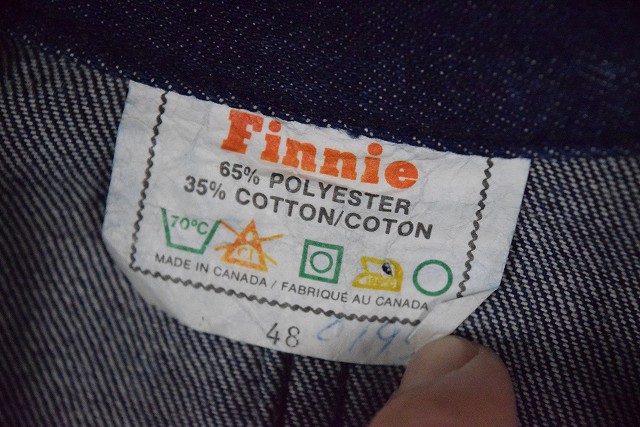 Finnie
65% POLYESTER
35% COTTON/COTON
70°C
MADE IN CANADA / FABRIQUÉ AU CANADA
48